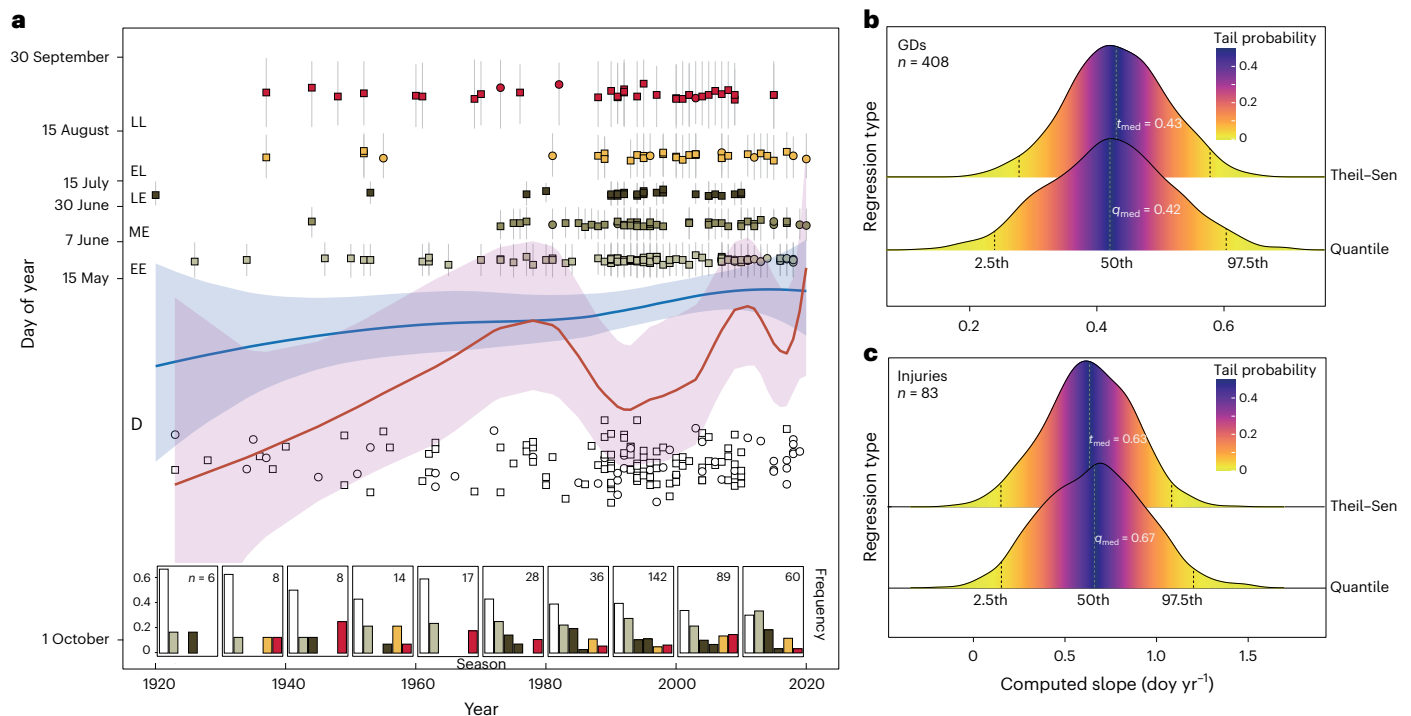 a
30 September
LL
15 August
EL
15 July
LE
30 June
ME
7 June
EE
15 May
Day of year
D
0.6
0.4
0.2
0
n = 6
8
8
14
17
28
36
142
89
60
Frequency
1 October
Season
1920
1940
1960
1980
2000
2020
Year
b
GDs
n = 408
Tail probability
0.4
0.2
0
tmed = 0.43
Theil–Sen
qmed = 0.42
Quantile
2.5th
50th
97.5th
Regression type
0.2
0.4
0.6
c
Injuries
n = 83
Tail probability
0.4
0.2
0
tmed = 0.63
Theil–Sen
qmed = 0.67
Quantile
2.5th
50th
97.5th
Regression type
0
0.5
1.0
1.5
Computed slope (doy yr−1)